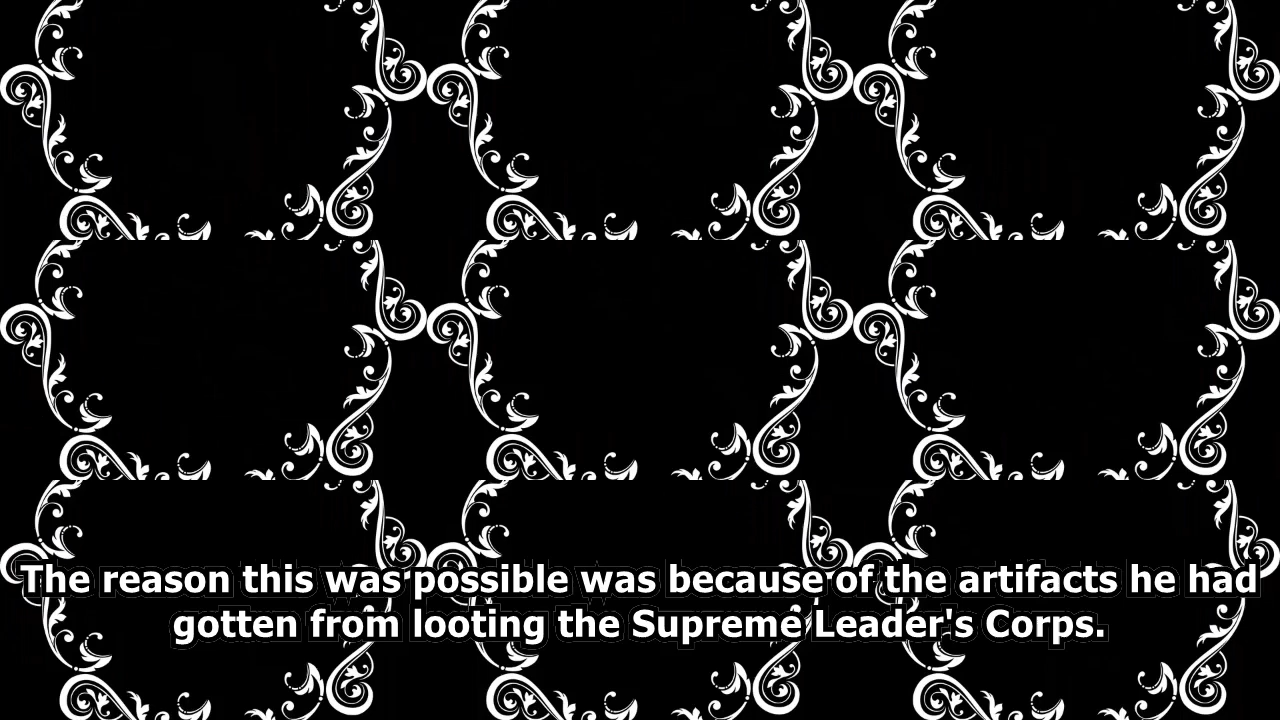 The reason this was possible was because of the artifacts he had
gotten from looting the Supreme Leader's Corps.